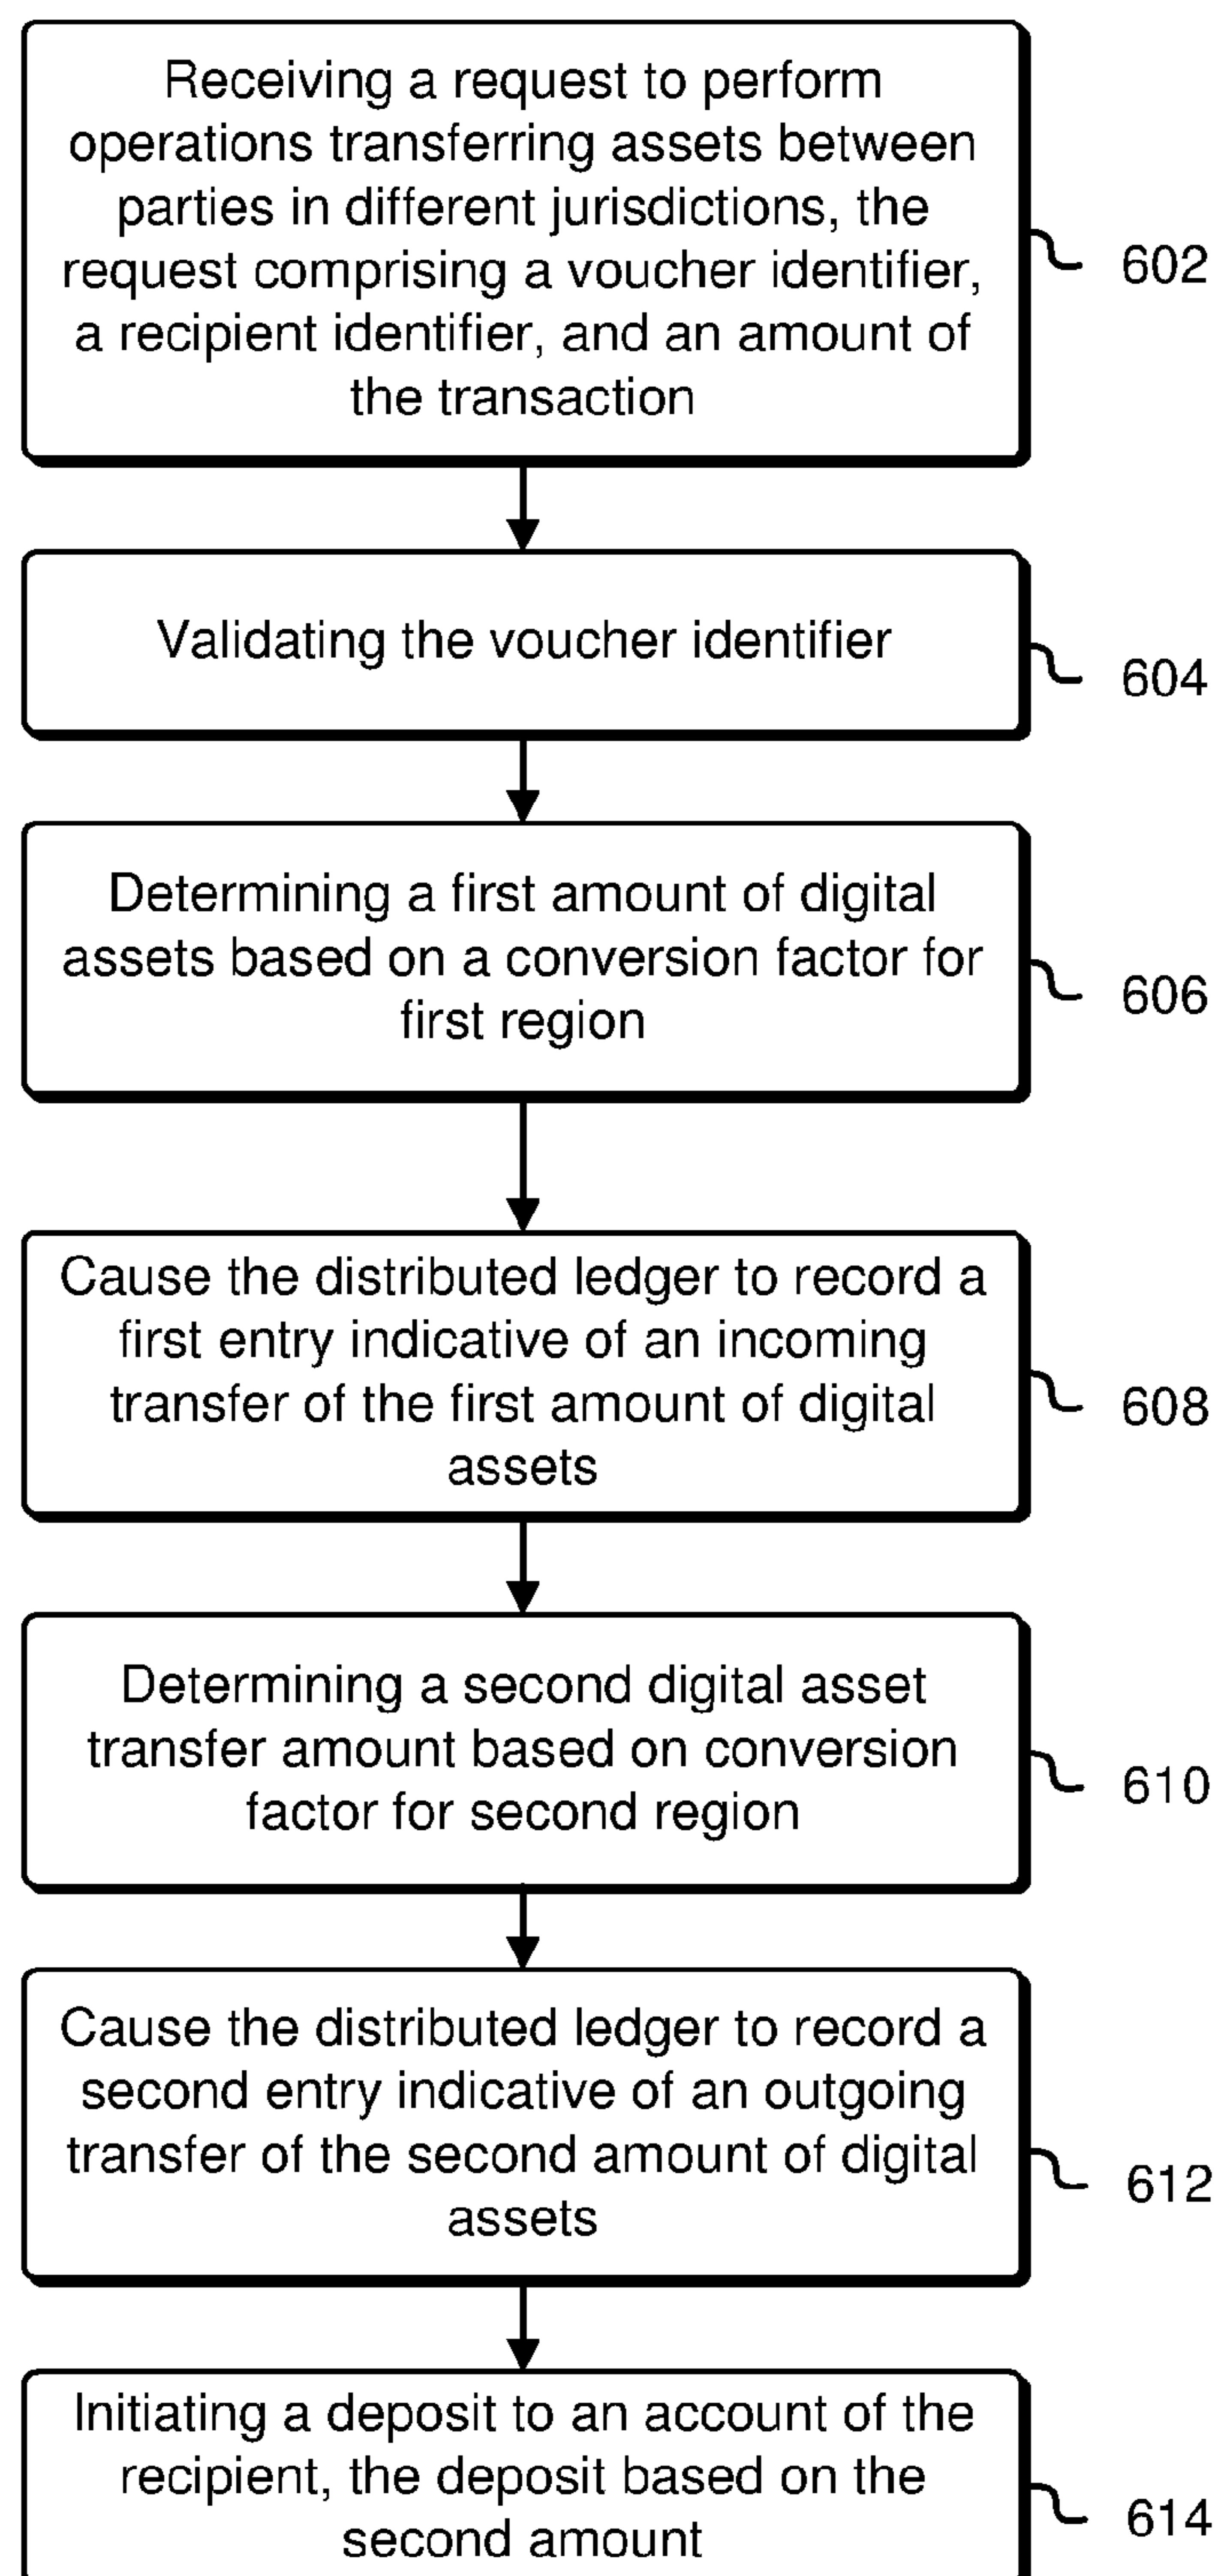 Receiving a request to perform
operations transferring assets between
parties in different jurisdictions, the
request comprising a voucher identifier,
a recipient identifier, and an amount of
the transaction
602
Validating the voucher identifier
604
Determining a first amount of digital
assets based on a conversion factor for
first region
606
Cause the distributed ledger to record a
first entry indicative of an incoming
transfer of the first amount of digital
assets
608
Determining a second digital asset
transfer amount based on conversion
factor for second region
610
Cause the distributed ledger to record a
second entry indicative of an outgoing
transfer of the second amount of digital
assets
612
Initiating a deposit to an account of the
recipient, the deposit based on the
second amount
614